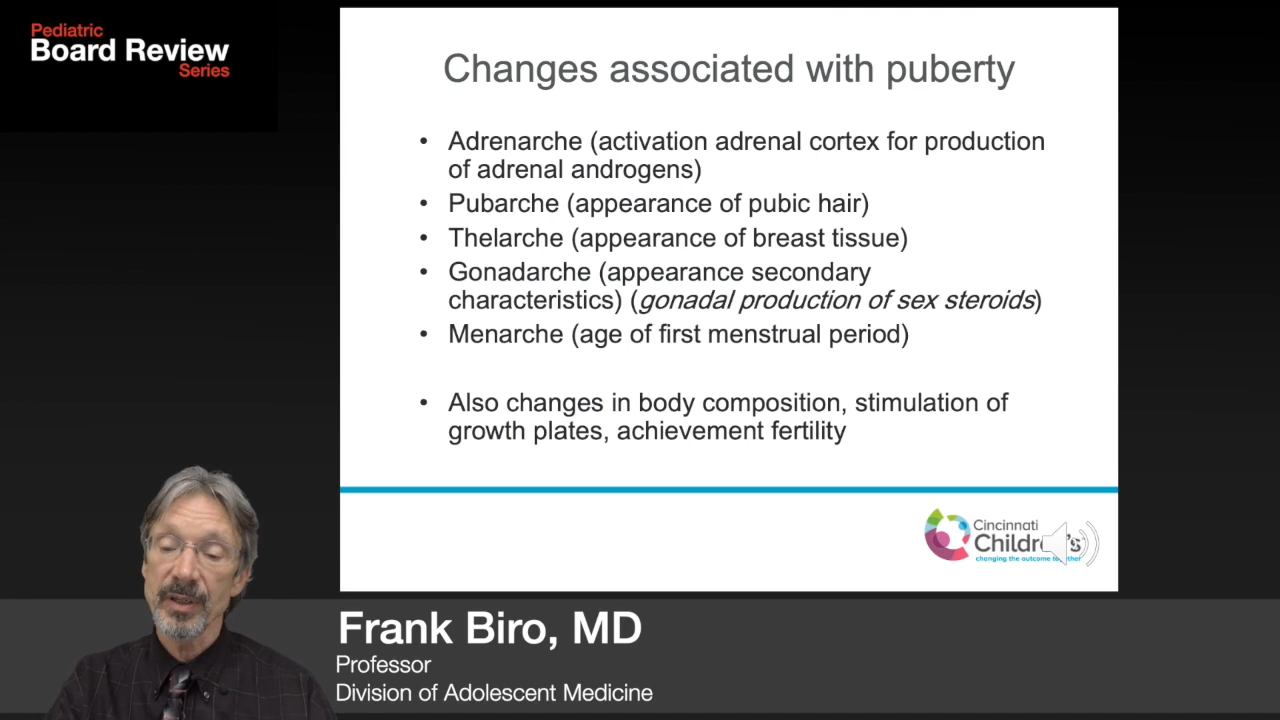 Pediatric
Board Review
Series
Changes associated with puberty
• Adrenarche (activation adrenal cortex for production
of adrenal androgens)
• Pubarche (appearance of pubic hair)
• Thelarche (appearance of breast tissue)
• Gonadarche (appearance secondary
characteristics) (gonadal production of sex steroids)
• Menarche (age of first menstrual period)
• Also changes in body composition, stimulation of
growth plates, achievement fertility
Cincinnati
changing the outcome
Frank Biro, MD
Professor
Division of Adolescent Medicine